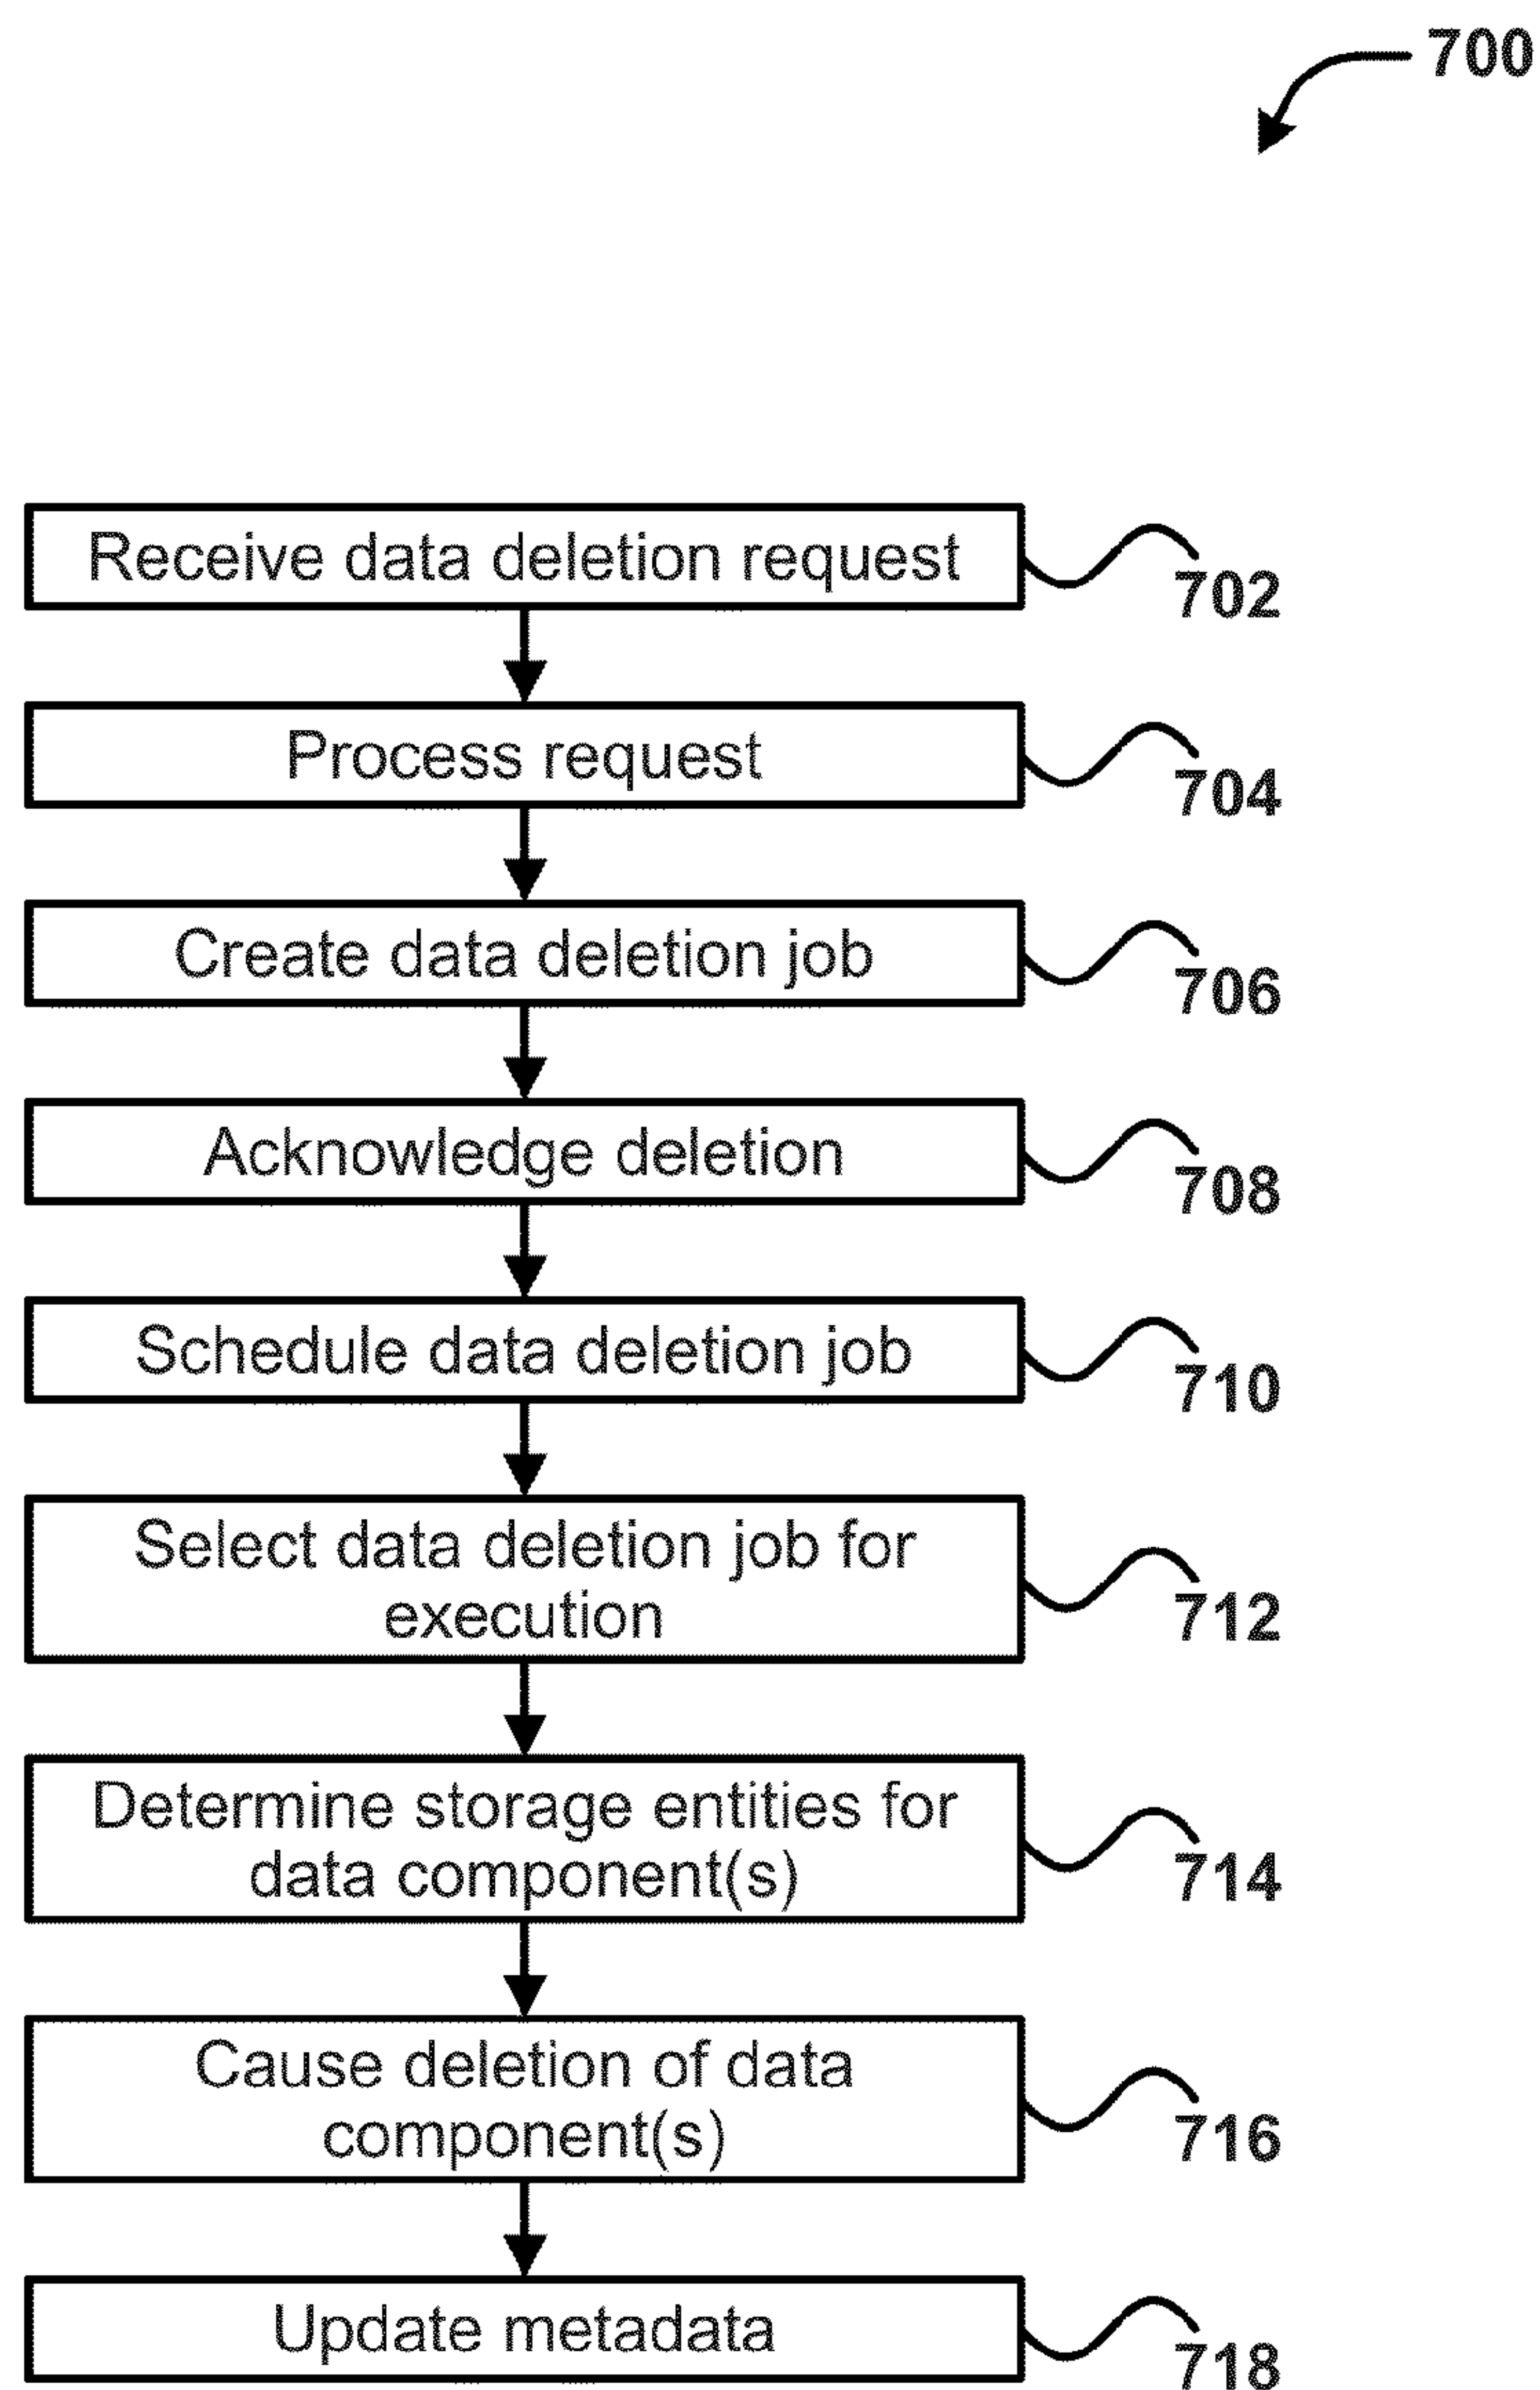 700
Receive data deletion request
702
Process request
704
Create data deletion job
706
Acknowledge deletion
708
Schedule data deletion job
710
Select data deletion job for
execution
712
Determine storage entities for
data component(s)
714
Cause deletion of data
component(s)
716
Update metadata
718